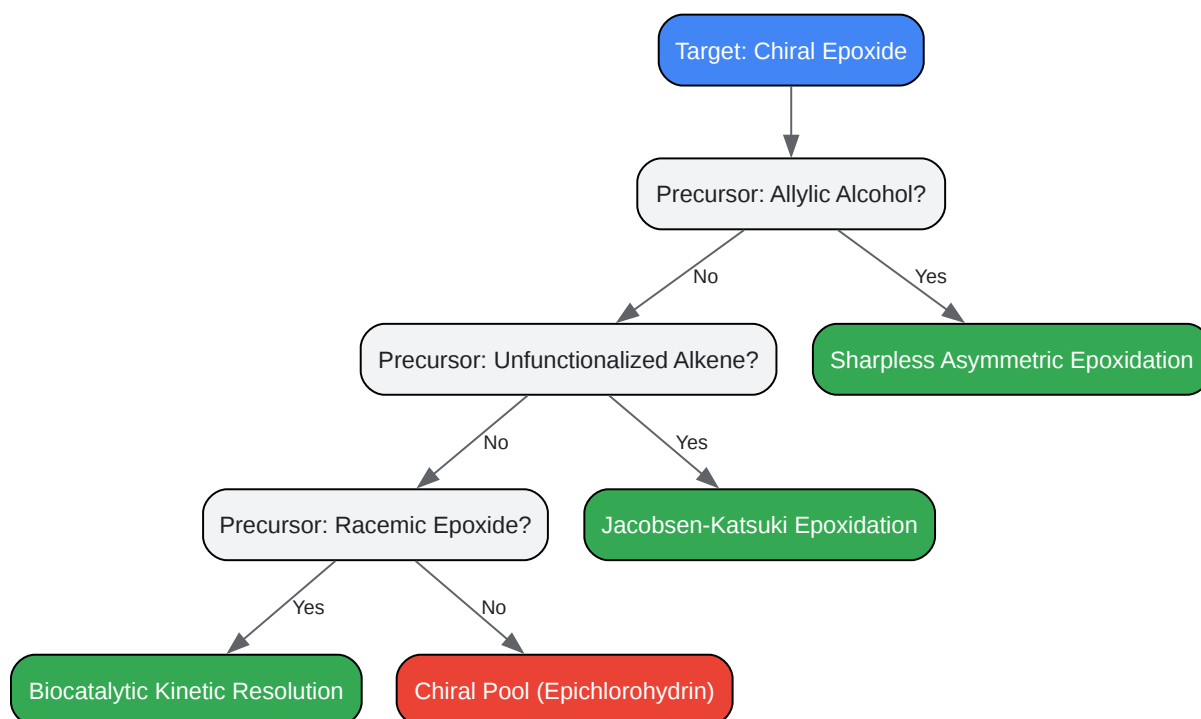 Target: Chiral Epoxide
Precursor: Allylic Alcohol?
No
Yes
Precursor: Unfunctionalized Alkene?
Sharpless Asymmetric Epoxidation
No
Yes
Precursor: Racemic Epoxide?
Jacobsen-Katsuki Epoxidation
Yes
No
Biocatalytic Kinetic Resolution
Chiral Pool (Epichlorohydrin)